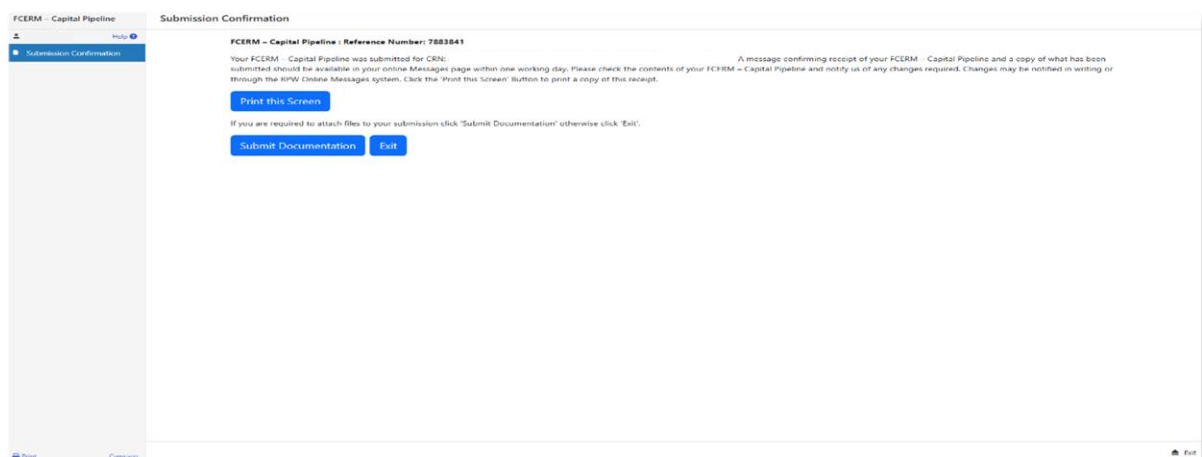 FCERM – Capital Pipeline
Submission Confirmation
Help
Submission Confirmation
FCERM – Capital Pipeline : Reference Number: 7883841
Your FCERM – Capital Pipeline was submitted for CRN: A message confirming receipt of your FCERM – Capital Pipeline and a copy of what has been
submitted should be available in your online Messages page within one working day. Please check the contents of your FCERM – Capital Pipeline and notify us of any changes required. Changes may be notified in writing or
through the RPW Online Messages system. Click the 'Print this Screen' Button to print a copy of this receipt.
Print this Screen
If you are required to attach files to your submission click 'Submit Documentation' otherwise click 'Exit'.
Submit Documentation
Exit
Print
Exit